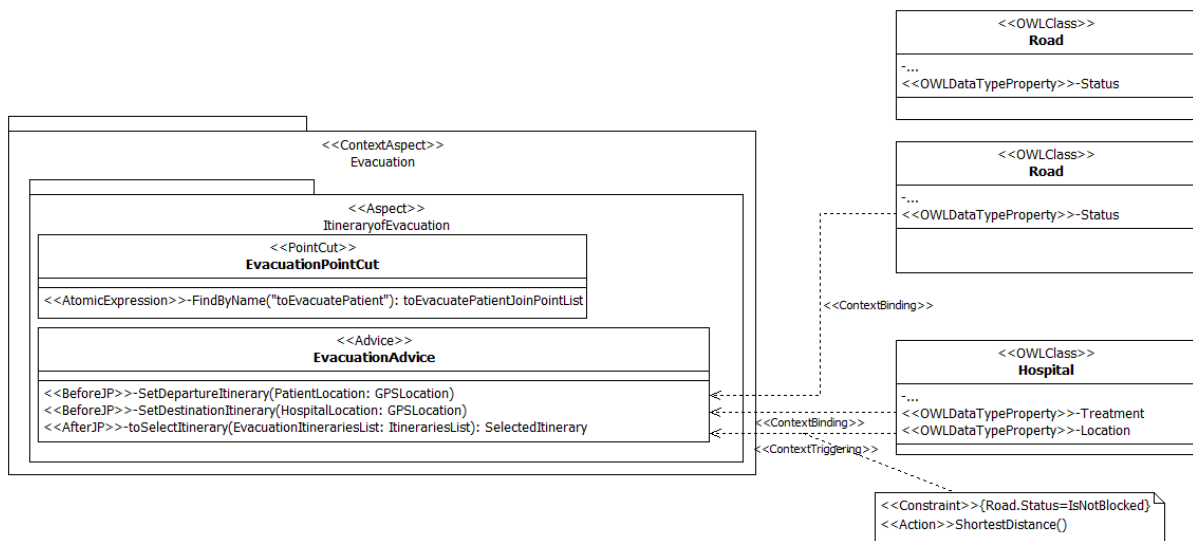 <<OWLClass>>
Road
-...
<<OWLDataTypeProperty>>-Status
<<ContextAspect>>
Evacuation
<<Aspect>>
ItineraryofEvacuation
<<PointCut>>
EvacuationPointCut
<<AtomicExpression>>-FindByName("toEvacuatePatient"): toEvacuatePatientJoinPointList
<<Advice>>
EvacuationAdvice
<<BeforeJP>>-SetDepartureItinerary(PatientLocation: GPSLocation)
<<BeforeJP>>-SetDestinationItinerary(HospitalLocation: GPSLocation)
<<AfterJP>>-toSelectItinerary(EvacuationItinerariesList: ItinerariesList): SelectedItinerary
<<OWLClass>>
Road
-...
<<OWLDataTypeProperty>>-Status
<<ContextBinding>>
<<OWLClass>>
Hospital
-...
<<OWLDataTypeProperty>>-Treatment
<<OWLDataTypeProperty>>-Location
<<ContextBinding>>
<<ContextTriggering>>
<<Constraint>>{Road.Status=IsNotBlocked}
<<Action>>ShortestDistance()